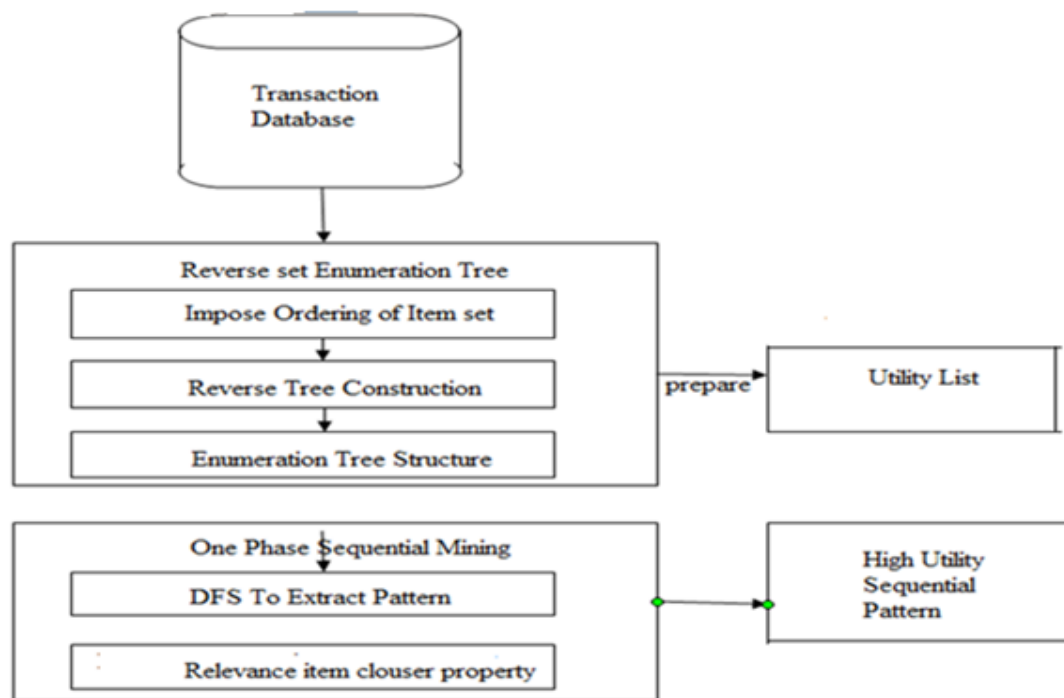 Transaction
Database
Reverse set Enumeration Tree
Impose Ordering of Item set
Reverse Tree Construction
Enumeration Tree Structure
prepare
Utility List
One Phase Sequential Mining
DFS To Extract Pattern
Relevance item clouser property
High Utility
Sequential
Pattern